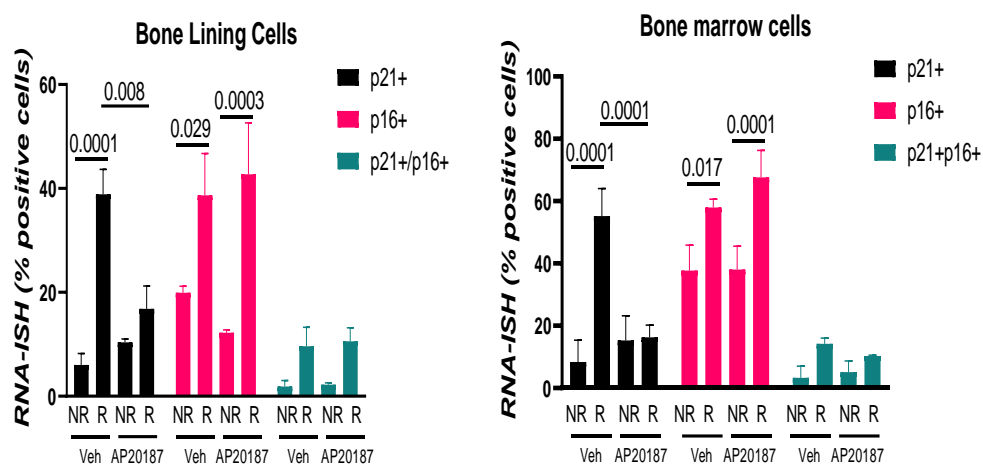 Bone Lining Cells
RNA-ISH (% positive cells)
60
40
20
0
0.0001
0.008
0.029
0.0003
p21+
p16+
p21+/p16+
NR R NR R NR R NR R NR R NR R
Veh AP20187 Veh AP20187 Veh AP20187
Bone marrow cells
RNA-ISH (% positive cells)
100
80
60
40
20
0
0.0001
0.0001
0.017
0.0001
p21+
p16+
p21+p16+
NR R NR R NR R NR R NR R NR R
Veh AP20187 Veh AP20187 Veh AP20187